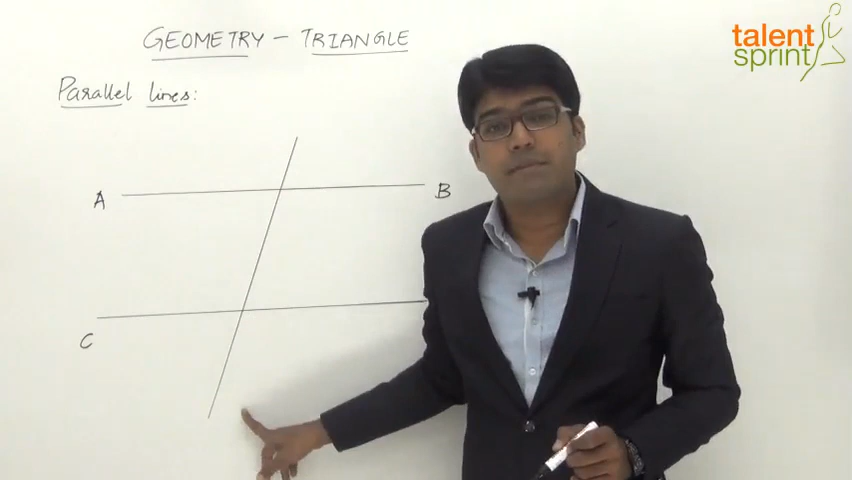 GEOMETRY – TRIANGLE
talent
sprint
Parallel lines:
A
B
C